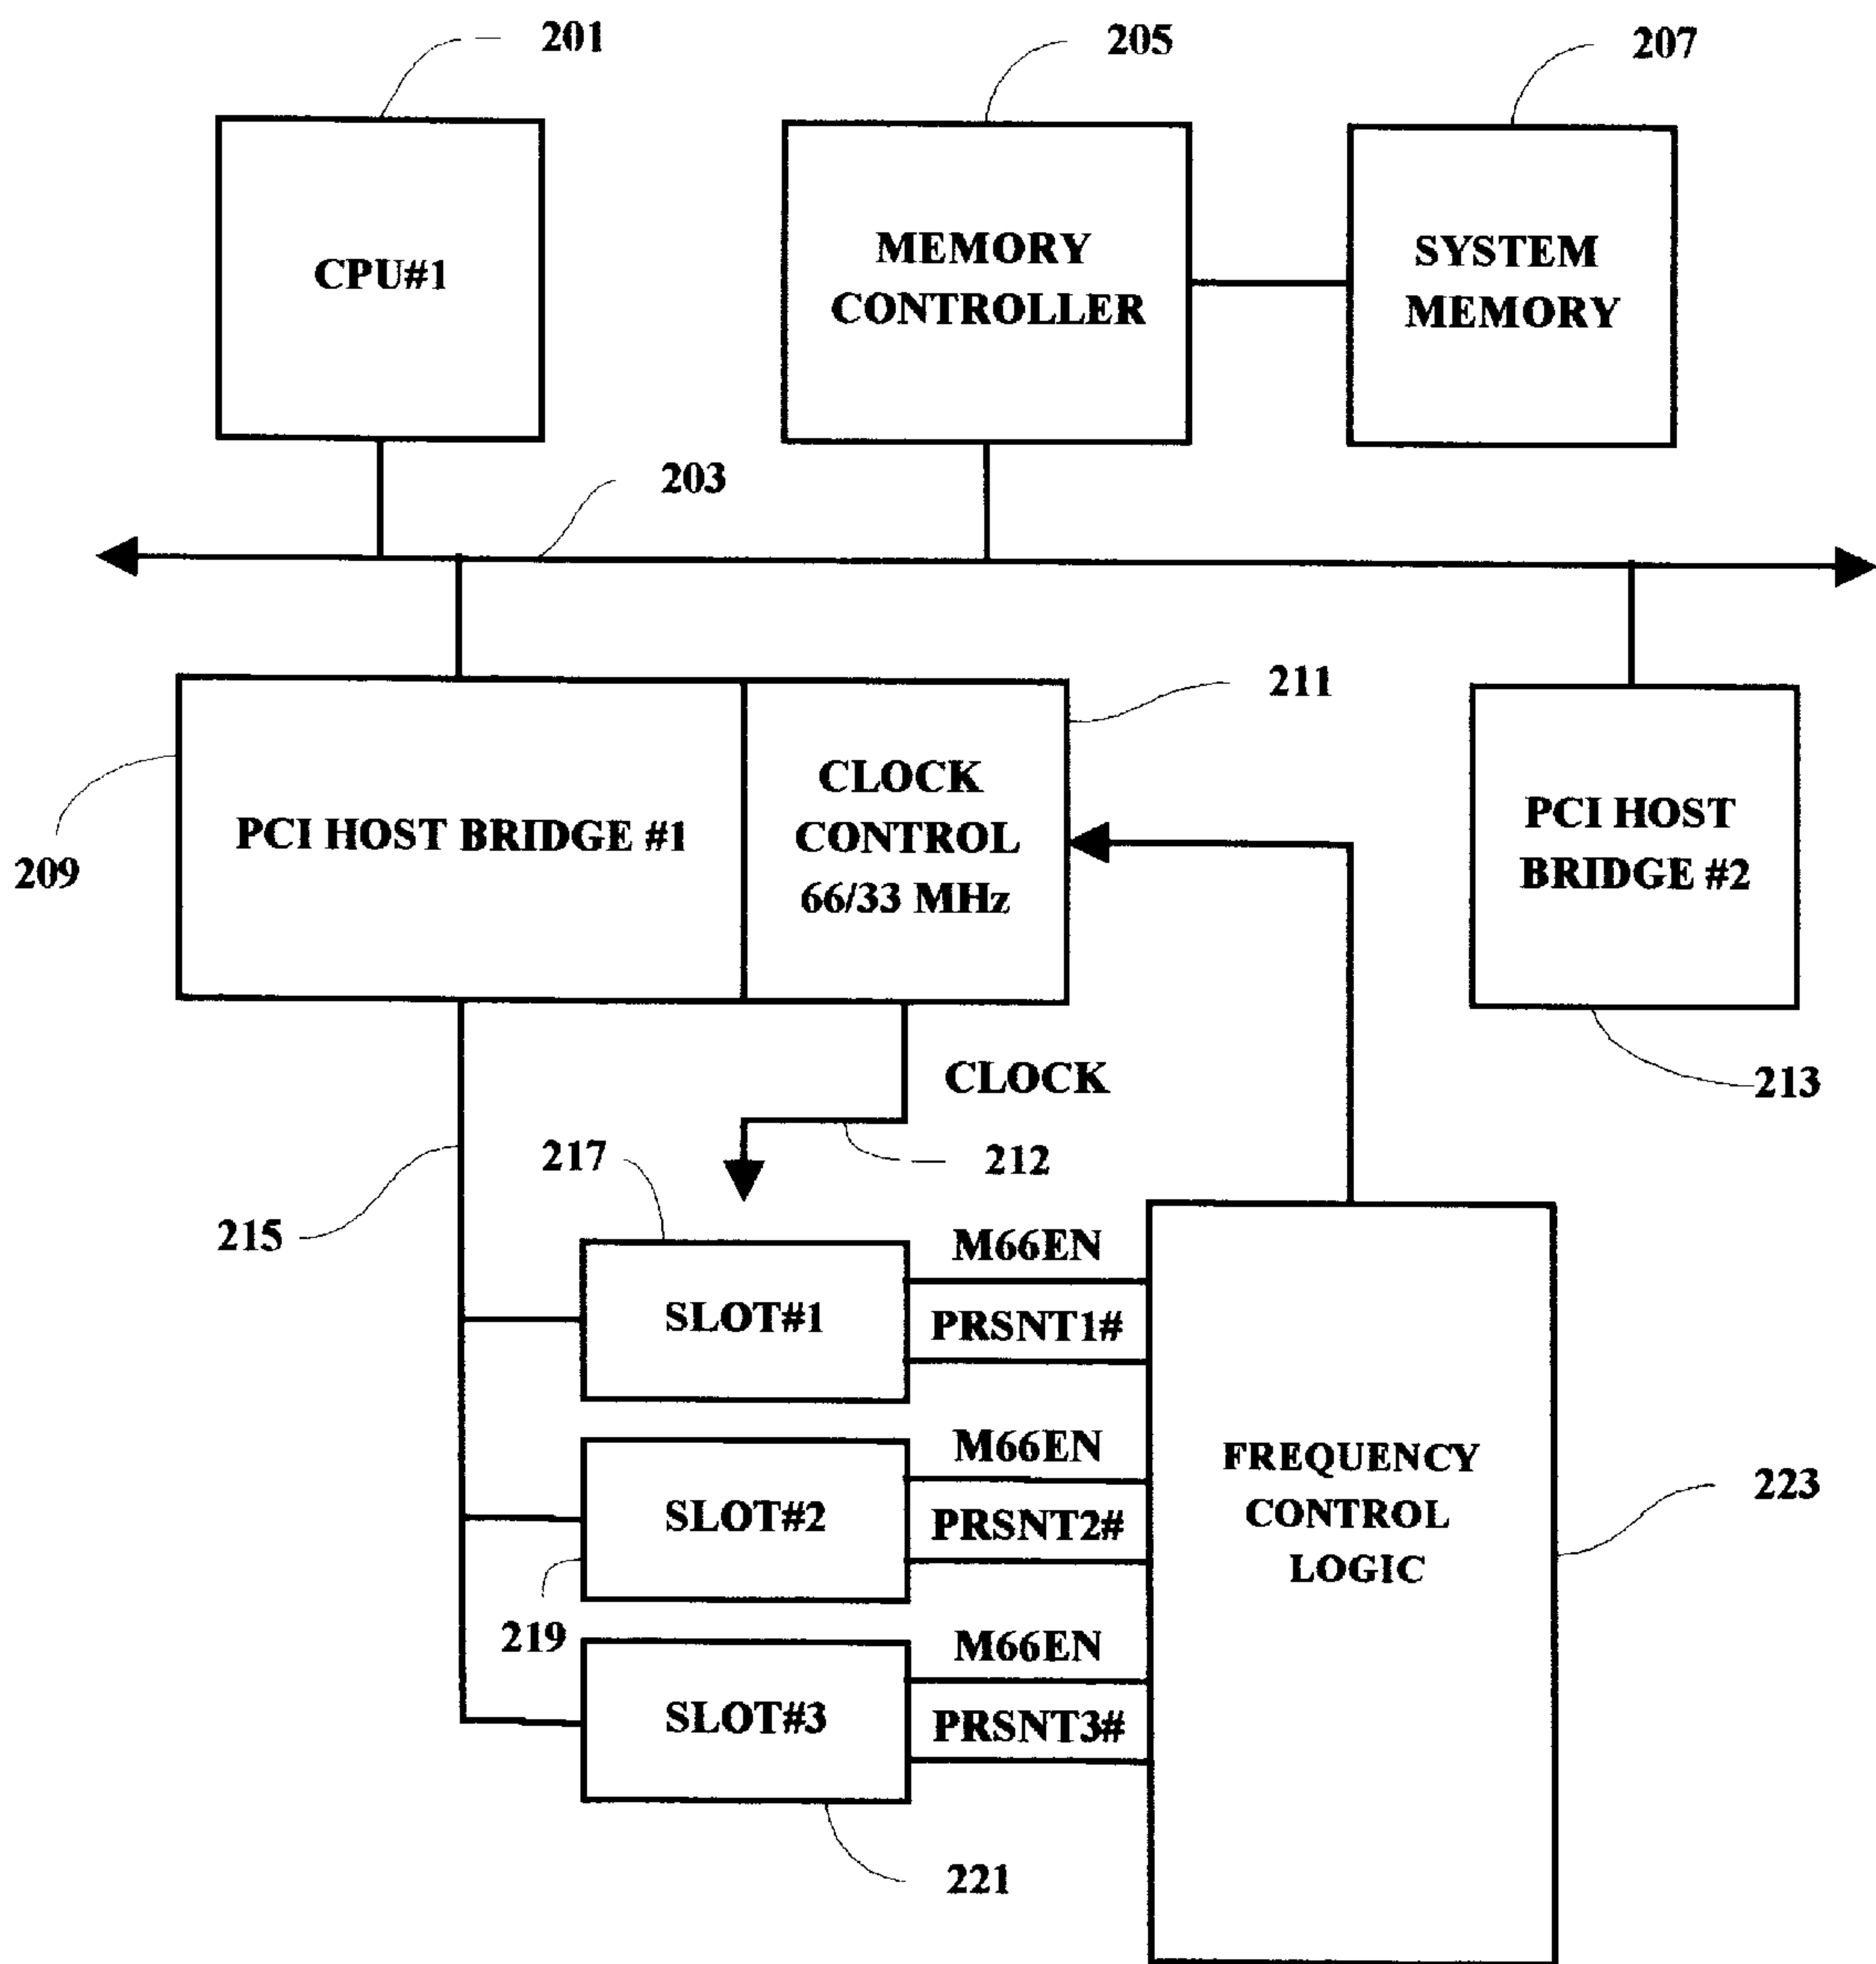 201
205
207
CPU#1
MEMORY
CONTROLLER
SYSTEM
MEMORY
203
211
209
PCI HOST BRIDGE #1
CLOCK
CONTROL
66/33 MHz
PCI HOST
BRIDGE #2
213
CLOCK
212
217
215
SLOT#1
M66EN
PRSNT1#
SLOT#2
M66EN
PRSNT2#
219
SLOT#3
M66EN
PRSNT3#
221
FREQUENCY
CONTROL
LOGIC
223